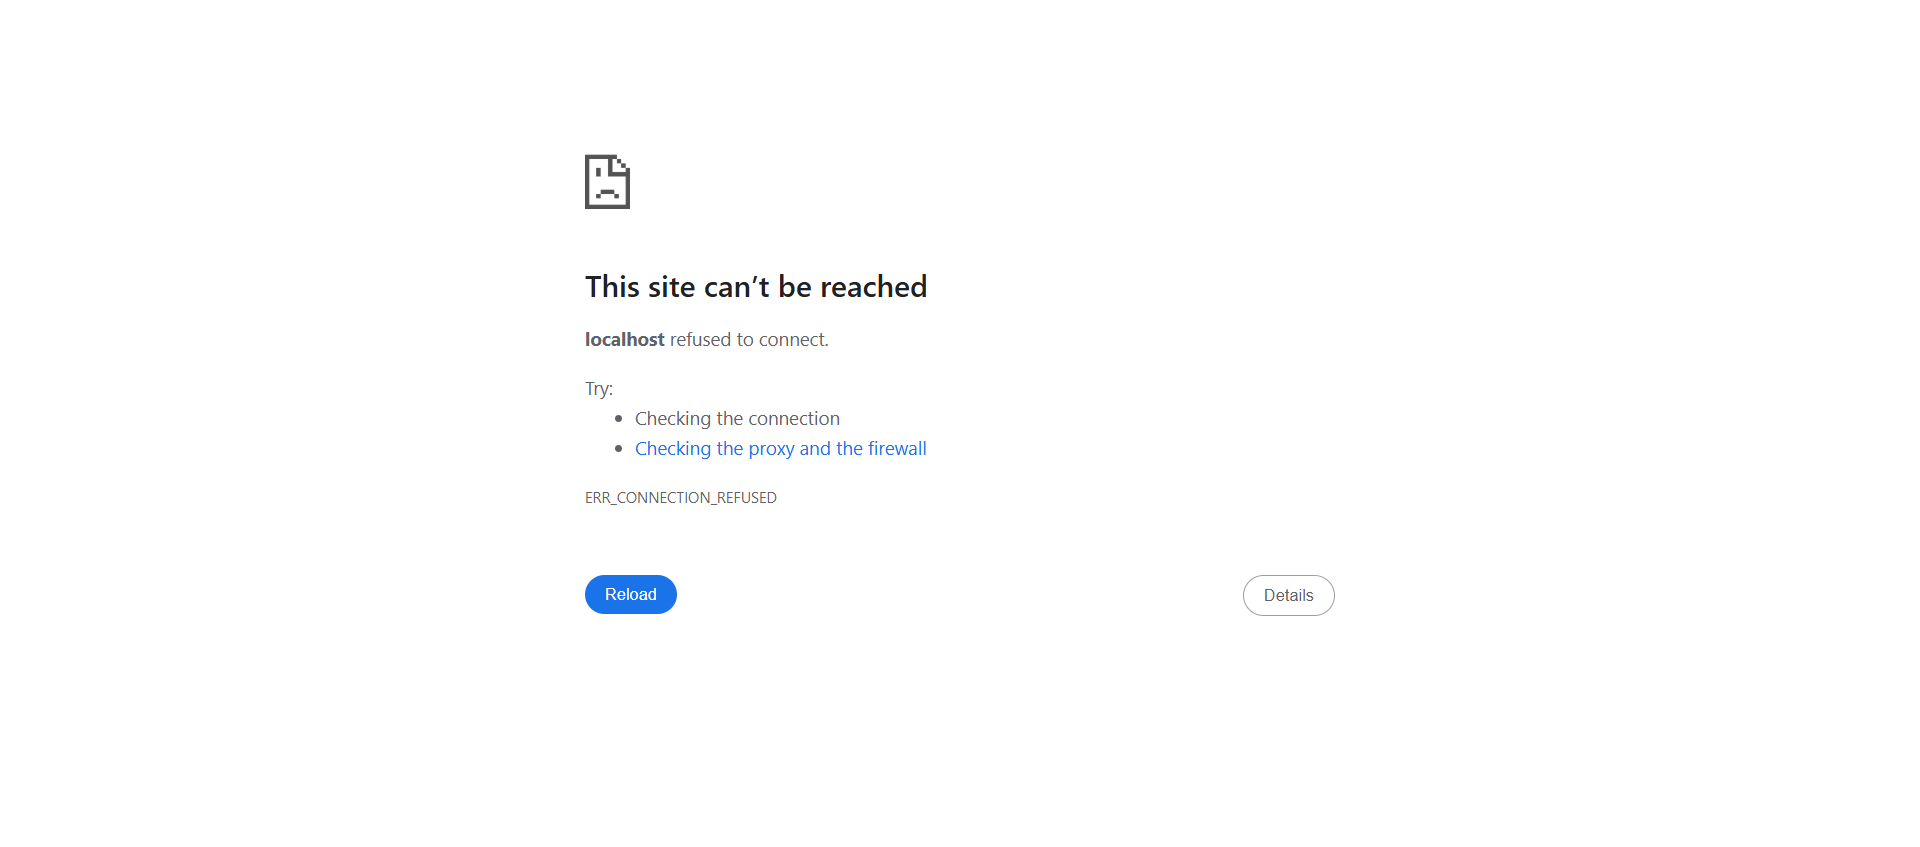 This site can’t be reached
localhost refused to connect.
Try:
Checking the connection
Checking the proxy and the firewall
ERR_CONNECTION_REFUSED
Reload
Details